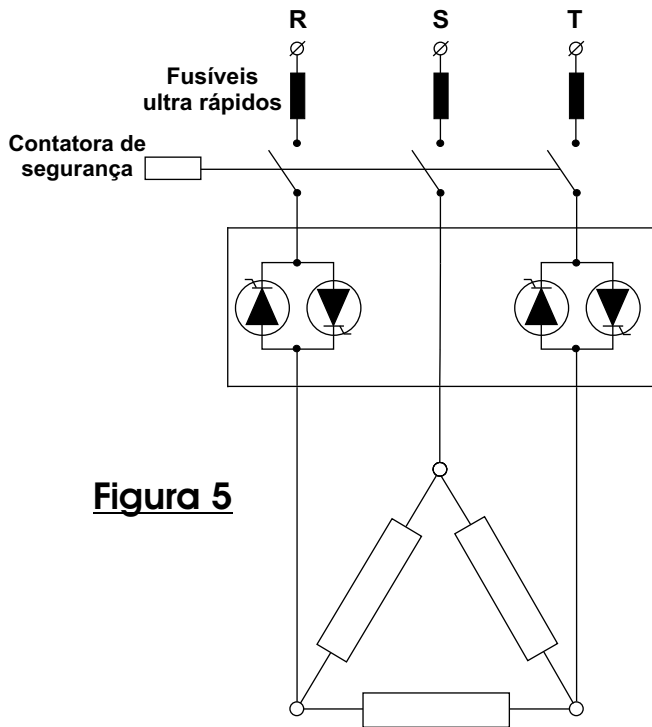 R S T
Fusíveis
ultra rápidos
Contatora de
segurança
Figura 5